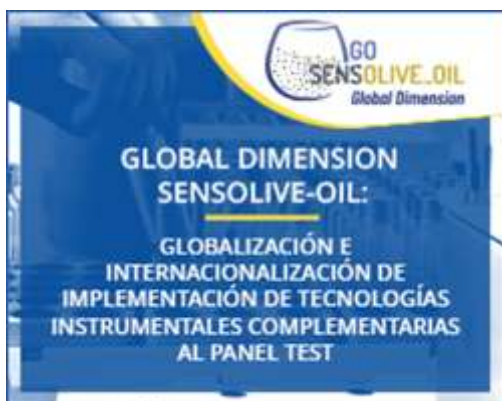 GO
SENSOLIVE_OIL
Global Dimension
GLOBAL DIMENSION
SENSOLIVE-OIL:
GLOBALIZACIÓN E
INTERNACIONALIZACIÓN DE
IMPLEMENTACIÓN DE TECNOLOGÍAS
INSTRUMENTALES COMPLEMENTARIAS
AL PANEL TEST